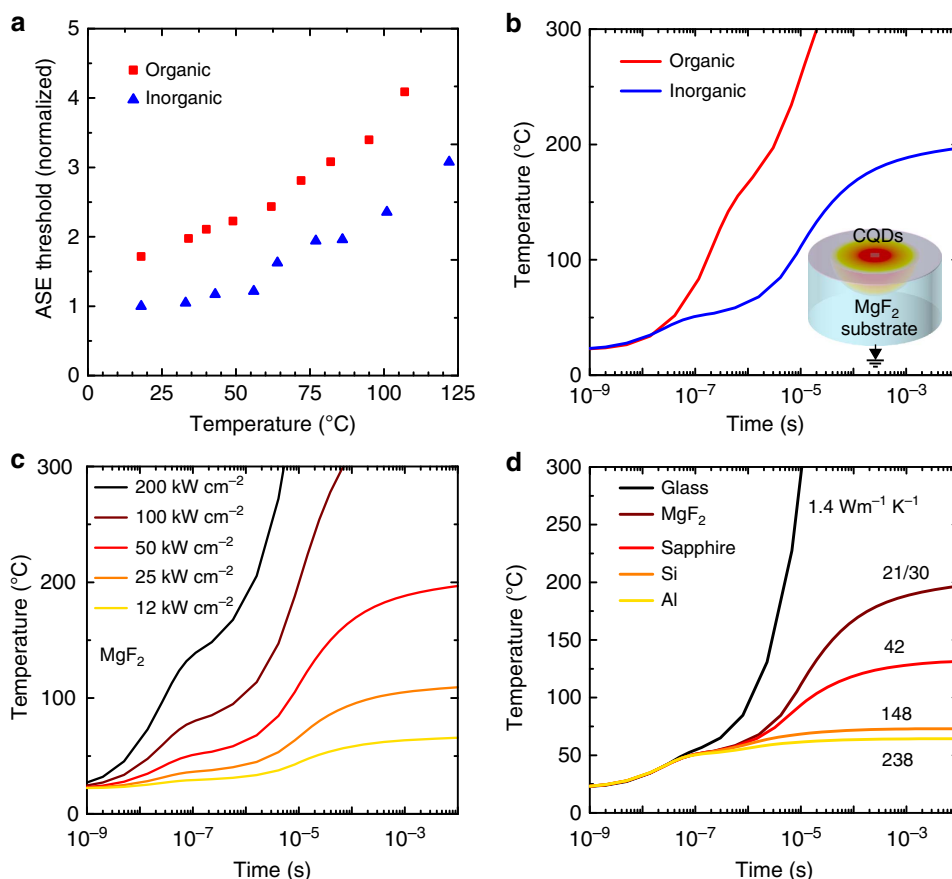 a
ASE threshold (normalized)
5
4
3
2
1
0
Organic
Inorganic
0 25 50 75 100 125
Temperature (°C)
b
Temperature (°C)
300
200
100
0
Organic
Inorganic
CQDs
MgF₂
substrate
10⁻⁹ 10⁻⁷ 10⁻⁵ 10⁻³
Time (s)
c
Temperature (°C)
300
200
100
0
200 kW cm⁻²
100 kW cm⁻²
50 kW cm⁻²
25 kW cm⁻²
12 kW cm⁻²
MgF₂
10⁻⁹ 10⁻⁷ 10⁻⁵ 10⁻³
Time (s)
d
Temperature (°C)
300
250
200
150
100
50
0
Glass
MgF₂
Sapphire
Si
Al
1.4 Wm⁻¹ K⁻¹
21/30
42
148
238
10⁻⁹ 10⁻⁷ 10⁻⁵ 10⁻³
Time (s)